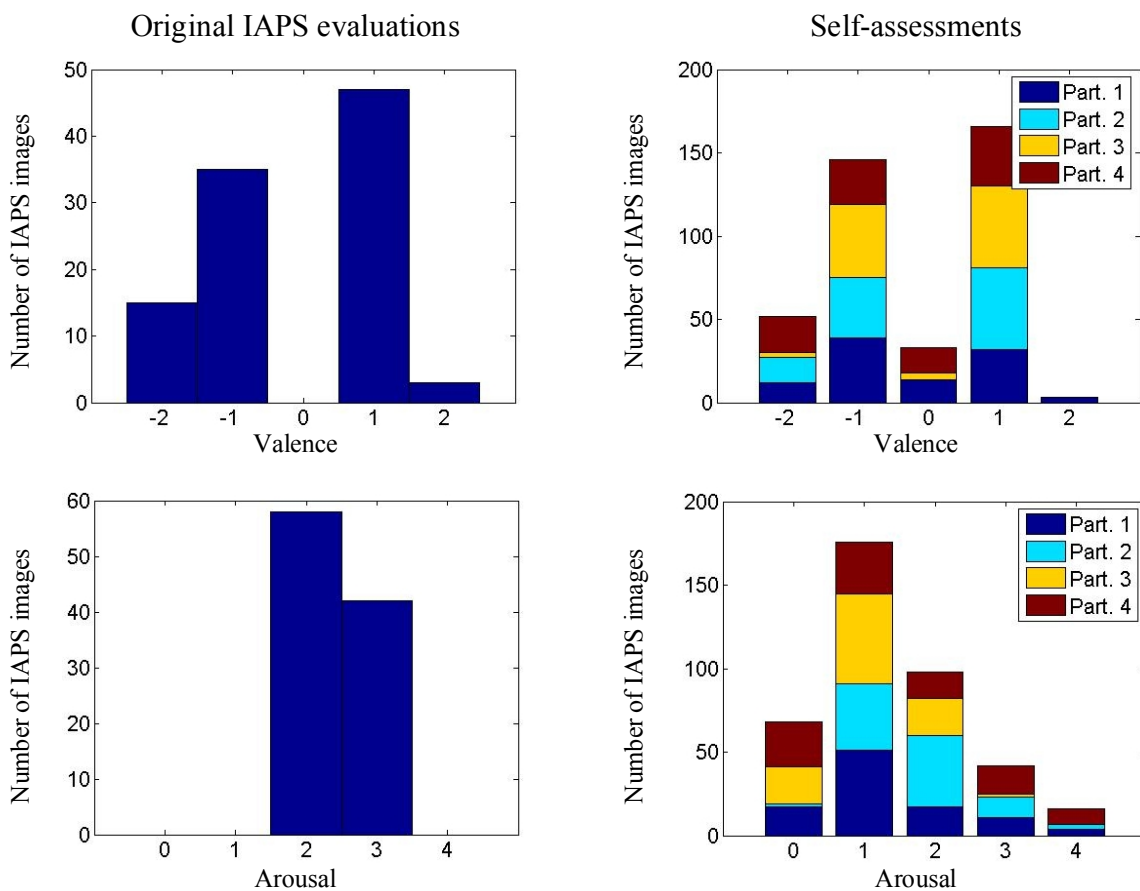 Original IAPS evaluations
Number of IAPS images
50
40
30
20
10
0
-2 -1 0 1 2
Valence
Self-assessments
Number of IAPS images
200
150
100
50
0
Part. 1
Part. 2
Part. 3
Part. 4
-2 -1 0 1 2
Valence
Number of IAPS images
60
50
40
30
20
10
0
0 1 2 3 4
Arousal
Number of IAPS images
200
150
100
50
0
Part. 1
Part. 2
Part. 3
Part. 4
0 1 2 3 4
Arousal